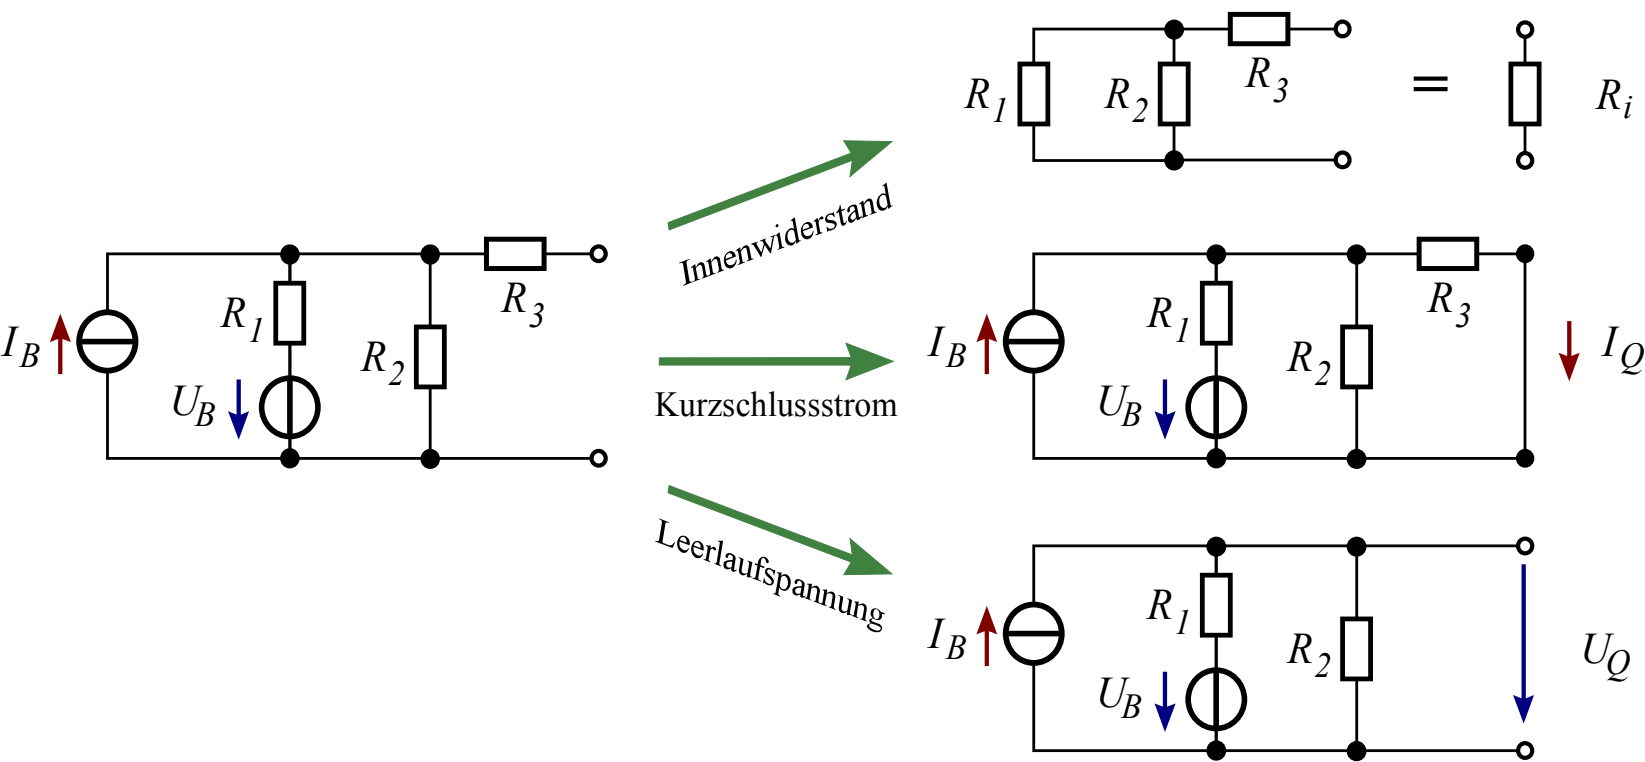 R1
R2
R3
=
Ri
Innenwiderstand
IB
R1
UB
R2
R3
Kurzschlussstrom
IB
R1
UB
R2
R3
IQ
Leerlaufspannung
IB
R1
UB
R2
UQ